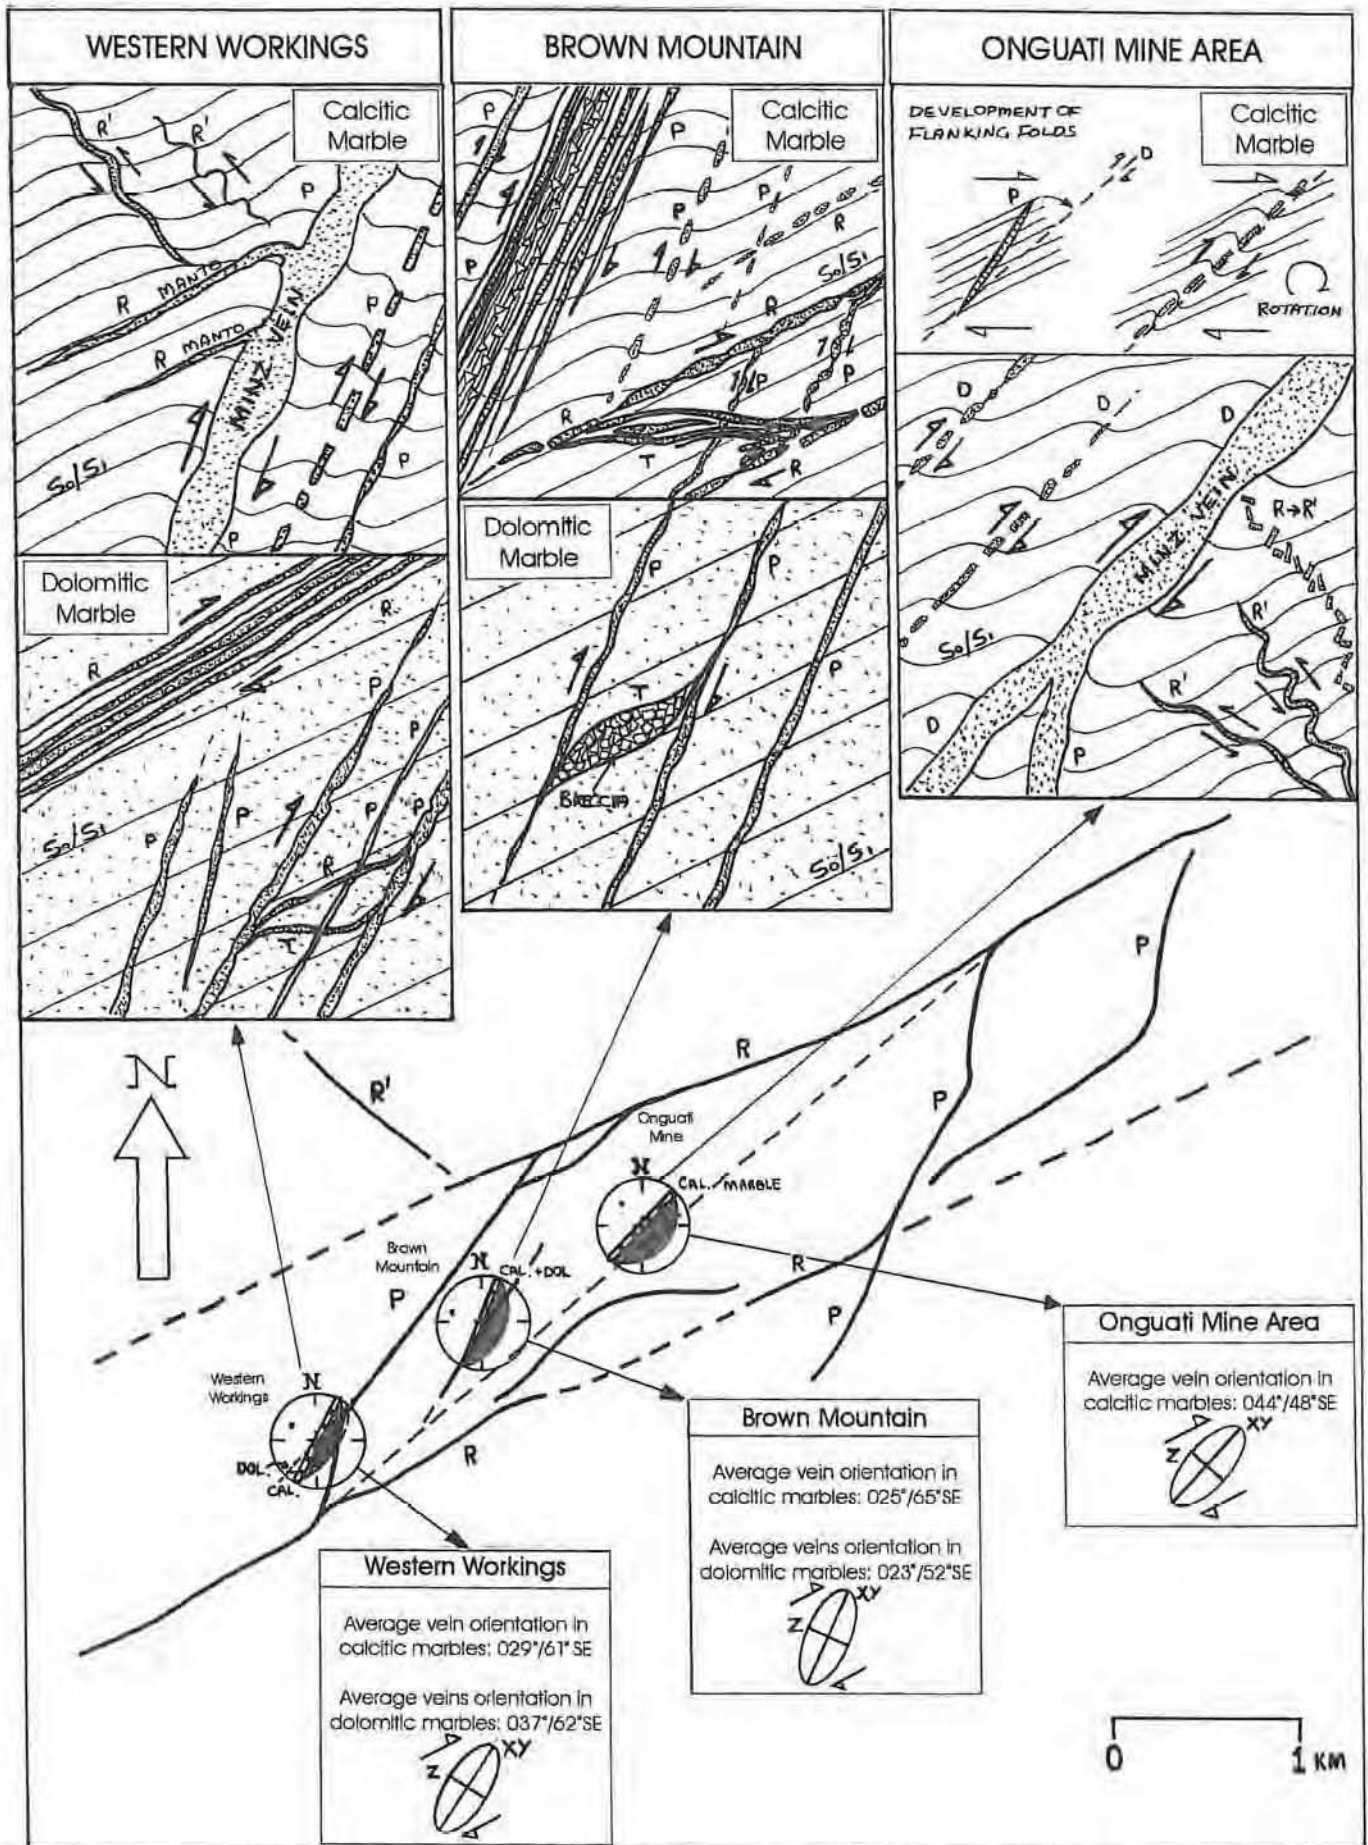 WESTERN WORKINGS
Calcitic
Marble
R'
R'
P
R MANTO
R MANTO
P
MINZ VEIN
P
So/S1
P
Dolomitic
Marble
R
R
P
P
P
P
P
So/S1
R
T
BROWN MOUNTAIN
Calcitic
Marble
P
P
P
P
P
R
So/S1
R
P
P
R
T
R
Dolomitic
Marble
P
P
P
T
BRECCIA
So/S1
ONGUATI MINE AREA
DEVELOPMENT OF
FLANKING FOLDS
Calcitic
Marble
D
P
ROTATION
D
D
D
MINZ VEIN
R→R'
R'
So/S1
R'
D
P
N
R'
R
P
P
Onguati
Mine
N
CAL. MARBLE
Brown
Mountain
N
CAL.+DOL
P
R
P
Western
Workings
N
DOL.
CAL.
R
Onguati Mine Area
Average vein orientation in
calcitic marbles: 044°/48°SE
XY
Z
Brown Mountain
Average vein orientation in
calcitic marbles: 025°/65°SE
Average veins orientation in
dolomitic marbles: 023°/52°SE
XY
Z
Western Workings
Average vein orientation in
calcitic marbles: 029°/61°SE
Average veins orientation in
dolomitic marbles: 037°/62°SE
XY
Z
0 1 KM